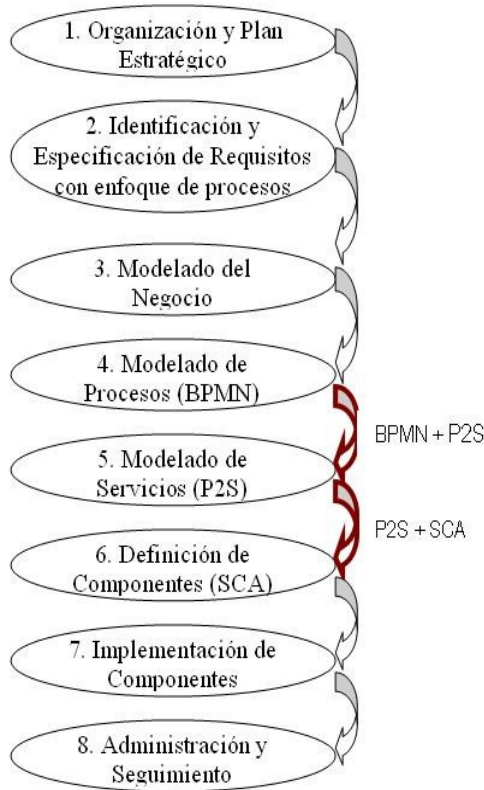 1. Organización y Plan
Estratégico
2. Identificación y
Especificación de Requisitos
con enfoque de procesos
3. Modelado del
Negocio
4. Modelado de
Procesos (BPMN)
BPMN + P2S
5. Modelado de
Servicios (P2S)
P2S + SCA
6. Definición de
Componentes (SCA)
7. Implementación de
Componentes
8. Administración y
Seguimiento